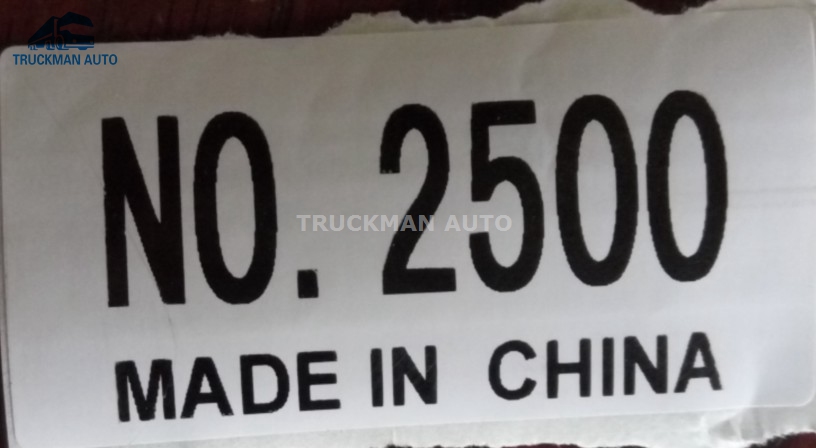 TRUCKMAN AUTO
NO. 2500
TRUCKMAN AUTO
MADE IN CHINA